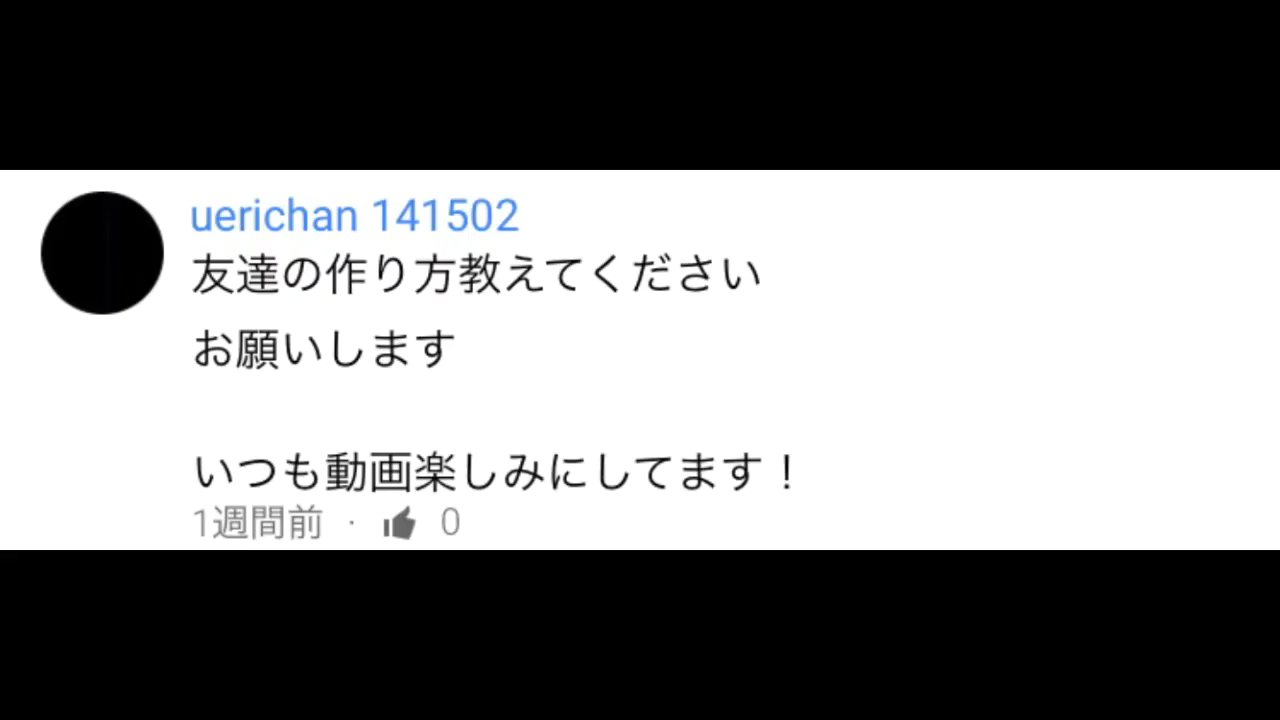 uerichan 141502
友達の作り方教えてください
お願いします
いつも動画楽しみにしてます！
1週間前 · 0